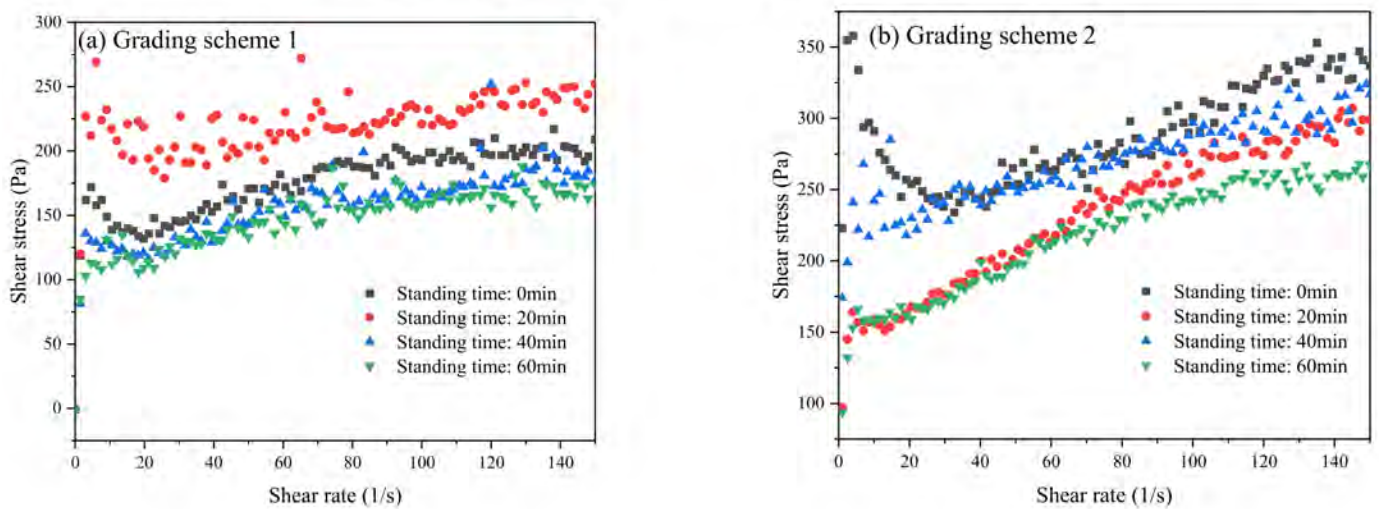 (a) Grading scheme 1
Shear stress (Pa)
300
250
200
150
100
50
0
Standing time: 0min
Standing time: 20min
Standing time: 40min
Standing time: 60min
0 20 40 60 80 100 120 140
Shear rate (1/s)
(b) Grading scheme 2
Shear stress (Pa)
350
300
250
200
150
100
Standing time: 0min
Standing time: 20min
Standing time: 40min
Standing time: 60min
0 20 40 60 80 100 120 140
Shear rate (1/s)